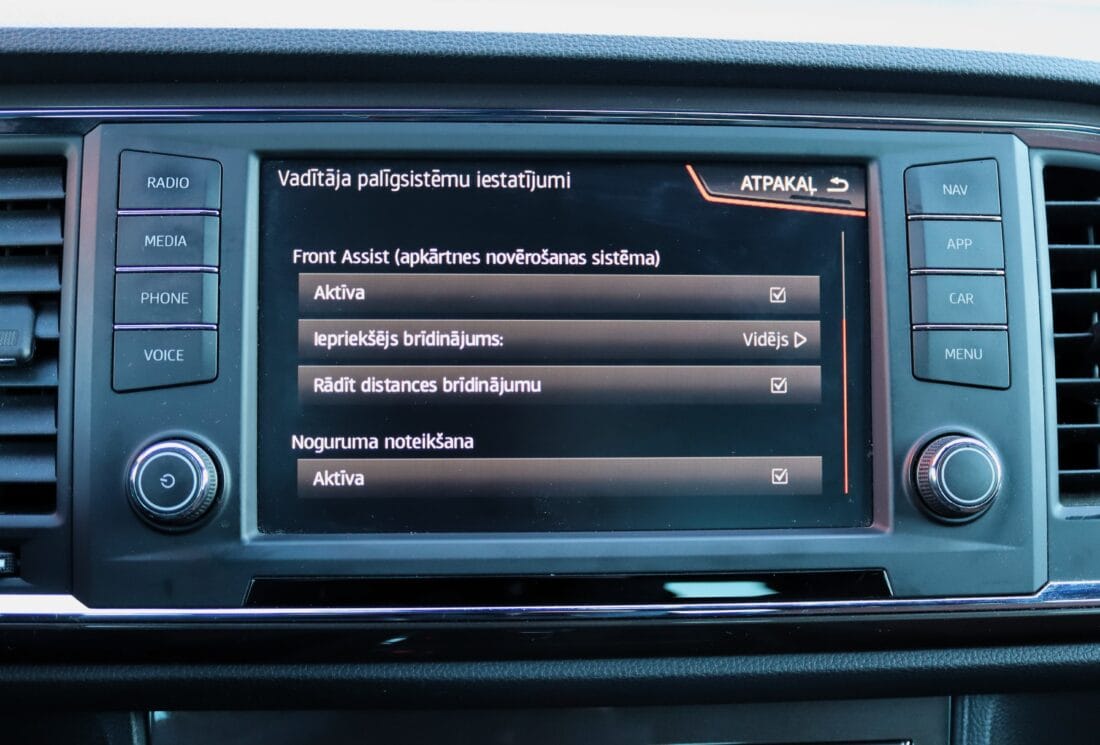 RADIO
MEDIA
PHONE
VOICE
Vadītāja palīgsistēmu iestatījumi
ATPAKAĻ
Front Assist (apkārtnes novērošanas sistēma)
Aktīva
Iepriekšējs brīdinājums: Vidējs
Rādīt distances brīdinājumu
Noguruma noteikšana
Aktīva
NAV
APP
CAR
MENU